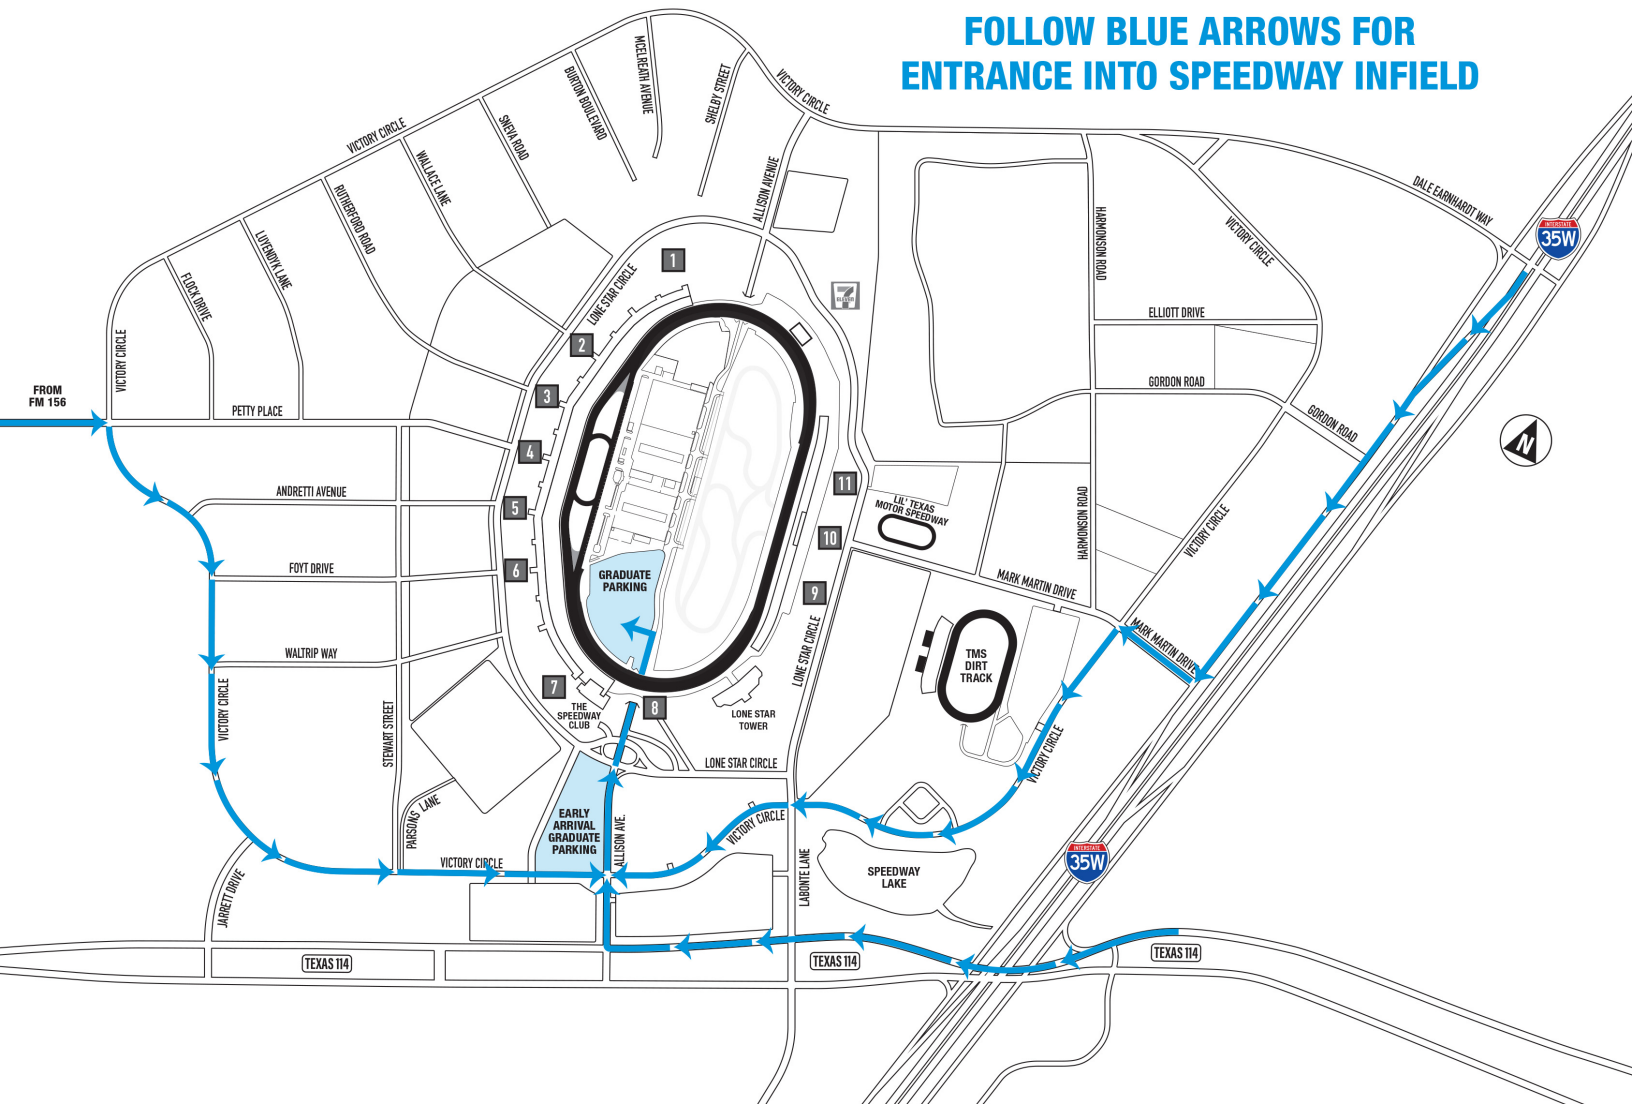 FOLLOW BLUE ARROWS FOR
ENTRANCE INTO SPEEDWAY INFIELD
MCELREATH AVENUE
BURTON BOULEVARD
SHELBY STREET
VICTORY CIRCLE
VICTORY CIRCLE
SNEVA ROAD
WALLACE LANE
RUTHERFORD ROAD
ALLISON AVENUE
DALE EARNHARDT WAY
HARMONSON ROAD
VICTORY CIRCLE
INTERSTATE
35W
LUYENDYK LANE
FLOCK DRIVE
LONE STAR CIRCLE
1
7
ELEVEN
ELLIOTT DRIVE
VICTORY CIRCLE
2
FROM
FM 156
PETTY PLACE
3
GORDON ROAD
GORDON ROAD
N
4
ANDRETTI AVENUE
5
11
LIL' TEXAS
MOTOR SPEEDWAY
HARMONSON ROAD
VICTORY CIRCLE
10
FOYT DRIVE
6
GRADUATE
PARKING
9
MARK MARTIN DRIVE
MARK MARTIN DRIVE
WALTRIP WAY
LONE STAR CIRCLE
TMS
DIRT
TRACK
VICTORY CIRCLE
STEWART STREET
7
THE
SPEEDWAY
CLUB
8
LONE STAR
TOWER
VICTORY CIRCLE
LONE STAR CIRCLE
PARSONS LANE
EARLY
ARRIVAL
GRADUATE
PARKING
ALLISON AVE.
VICTORY CIRCLE
VICTORY CIRCLE
LABONTE LANE
SPEEDWAY
LAKE
INTERSTATE
35W
JARRETT DRIVE
TEXAS 114
TEXAS 114
TEXAS 114